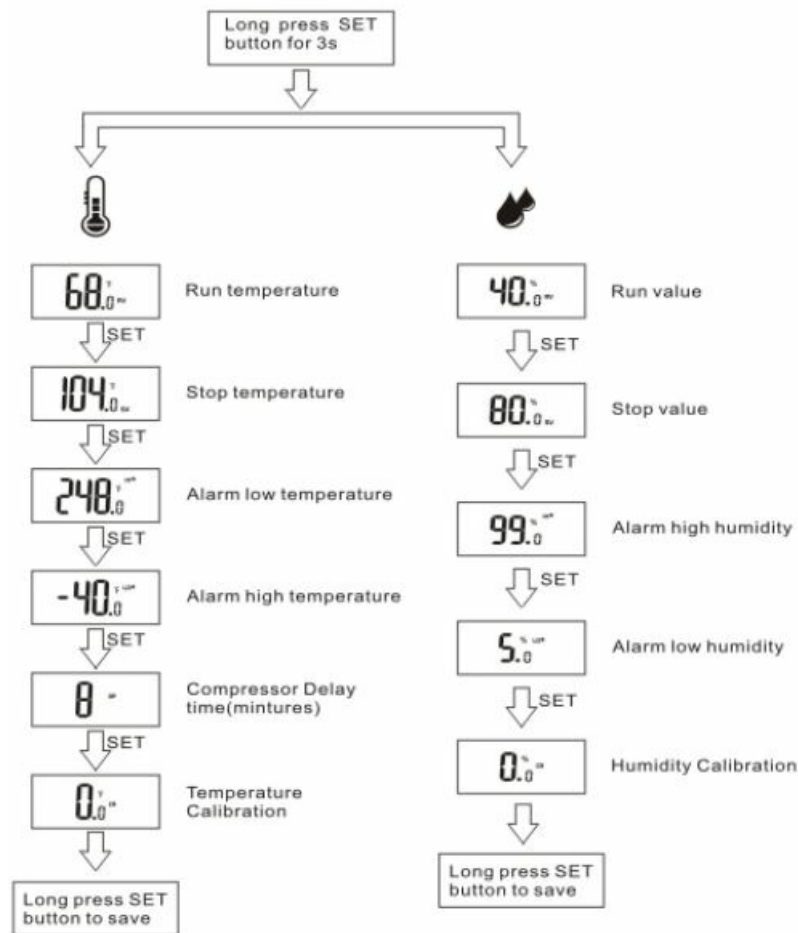 Long press SET
button for 3s
68.0 °F
Run temperature
SET
104.0 °F
Stop temperature
SET
248.0 °F
Alarm low temperature
SET
-40.0 °F
Alarm high temperature
SET
8
Compressor Delay
time(mintures)
SET
0.0 °F
Temperature
Calibration
Long press SET
button to save
40.0 %
Run value
SET
80.0 %
Stop value
SET
99.0 %
Alarm high humidity
SET
5.0 %
Alarm low humidity
SET
0.0 %
Humidity Calibration
Long press SET
button to save